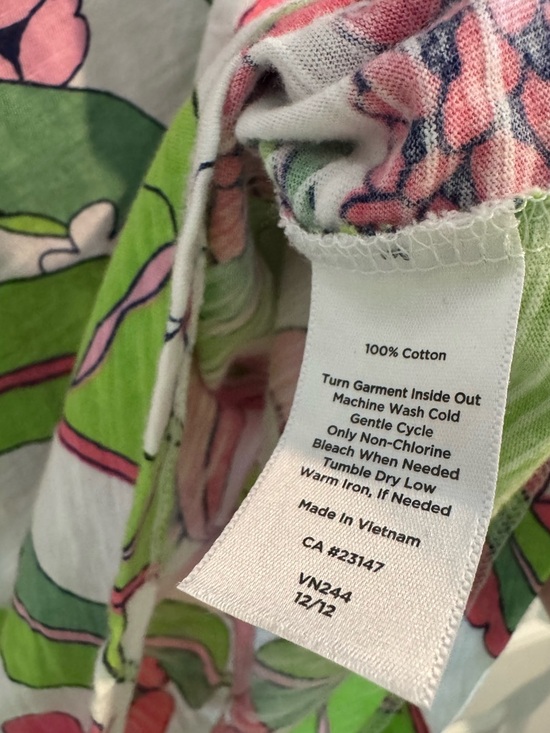 100% Cotton
Turn Garment Inside Out
Machine Wash Cold
Gentle Cycle
Only Non-Chlorine
Bleach When Needed
Tumble Dry Low
Warm Iron, If Needed
Made In Vietnam
CA #23147
VN244
12/12